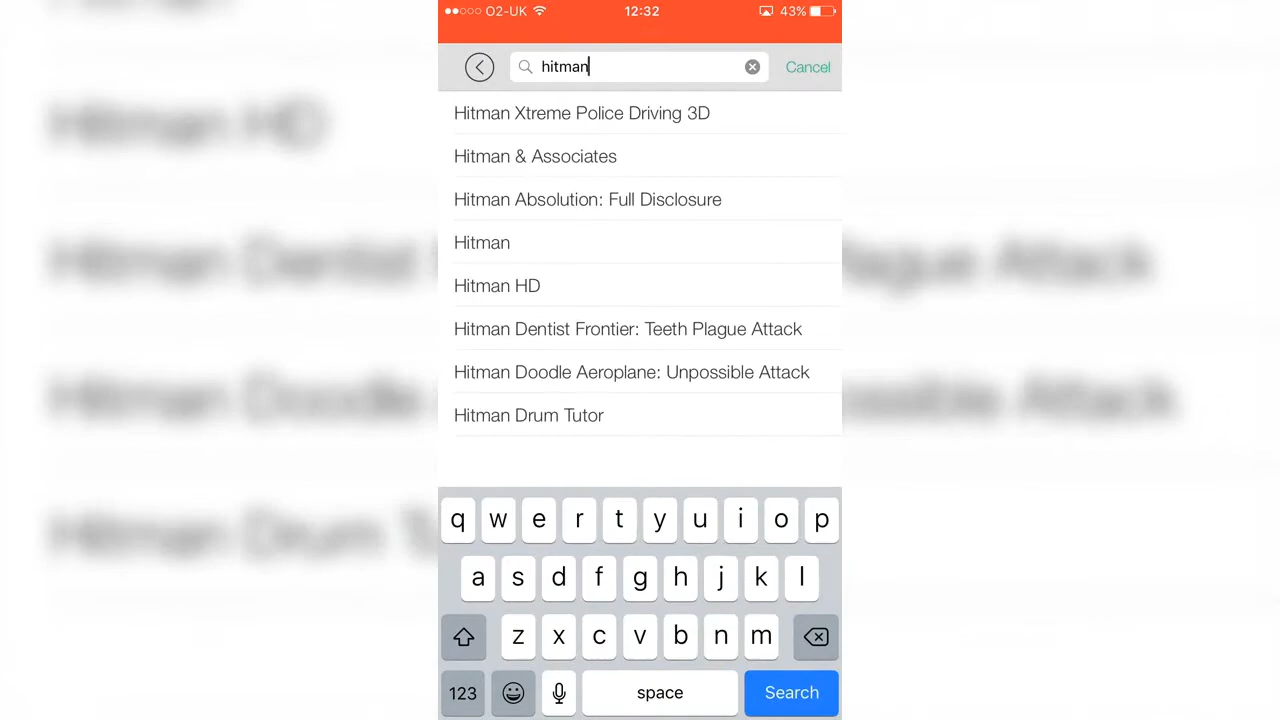 O2-UK 12:32 43%
hitman Cancel
Hitman Xtreme Police Driving 3D
Hitman & Associates
Hitman Absolution: Full Disclosure
Hitman
Hitman HD
Hitman Dentist Frontier: Teeth Plague Attack
Hitman Doodle Aeroplane: Unpossible Attack
Hitman Drum Tutor
q w e r t y u i o p
a s d f g h j k l
z x c v b n m
123 space Search